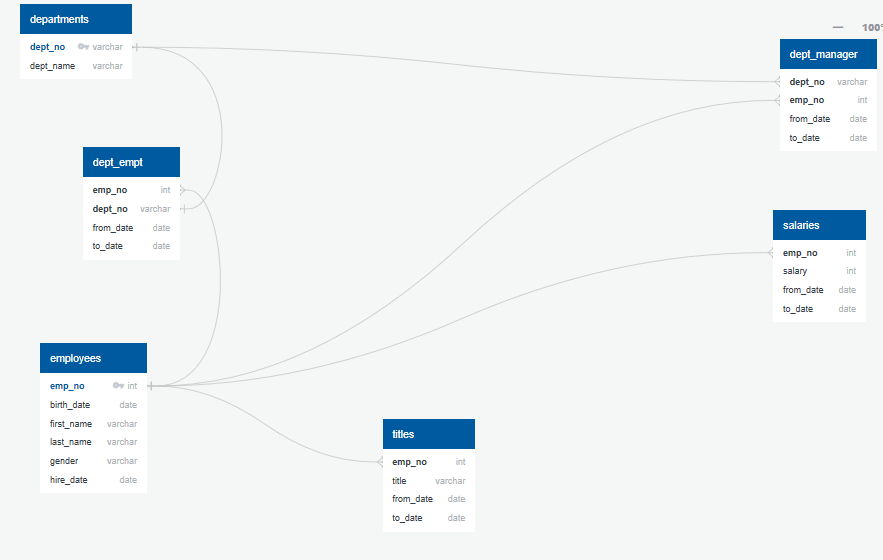 departments
dept_no varchar
dept_name varchar
— 100%
dept_manager
dept_no varchar
emp_no int
from_date date
to_date date
dept_empt
emp_no int
dept_no varchar
from_date date
to_date date
salaries
emp_no int
salary int
from_date date
to_date date
employees
emp_no int
birth_date date
first_name varchar
last_name varchar
gender varchar
hire_date date
titles
emp_no int
title varchar
from_date date
to_date date